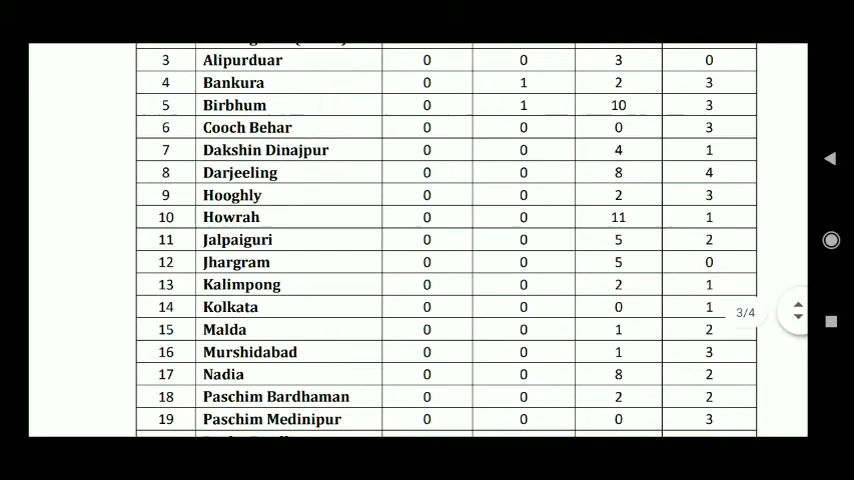 3 Alipurduar 0 0 3 0
4 Bankura 0 1 2 3
5 Birbhum 0 1 10 3
6 Cooch Behar 0 0 0 3
7 Dakshin Dinajpur 0 0 4 1
8 Darjeeling 0 0 8 4
9 Hooghly 0 0 2 3
10 Howrah 0 0 11 1
11 Jalpaiguri 0 0 5 2
12 Jhargram 0 0 5 0
13 Kalimpong 0 0 2 1
14 Kolkata 0 0 0 1
3/4
15 Malda 0 0 1 2
16 Murshidabad 0 0 1 3
17 Nadia 0 0 8 2
18 Paschim Bardhaman 0 0 2 2
19 Paschim Medinipur 0 0 0 3